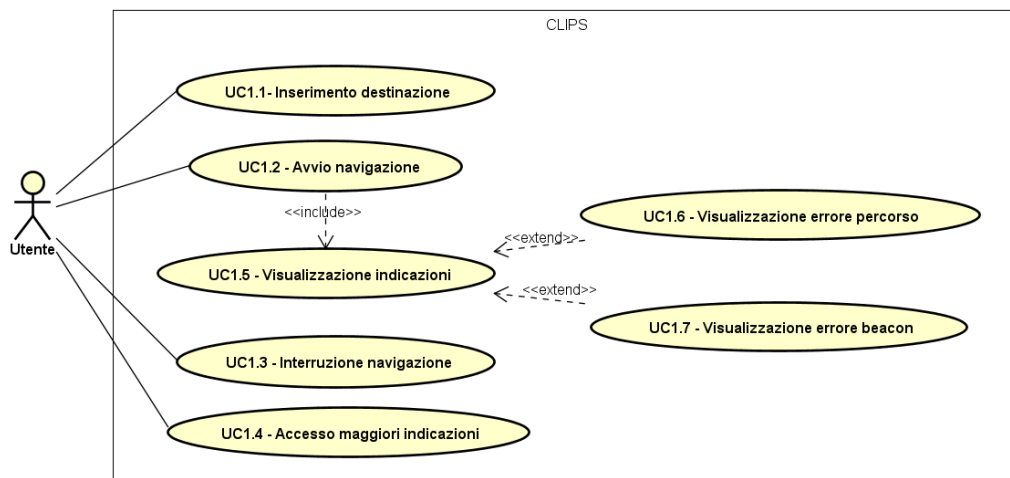 CLIPS
UC1.1- Inserimento destinazione
UC1.2 - Avvio navigazione
<<include>>
UC1.6 - Visualizzazione errore percorso
<<extend>>
Utente
UC1.5 - Visualizzazione indicazioni
<<extend>>
UC1.7 - Visualizzazione errore beacon
UC1.3 - Interruzione navigazione
UC1.4 - Accesso maggiori indicazioni